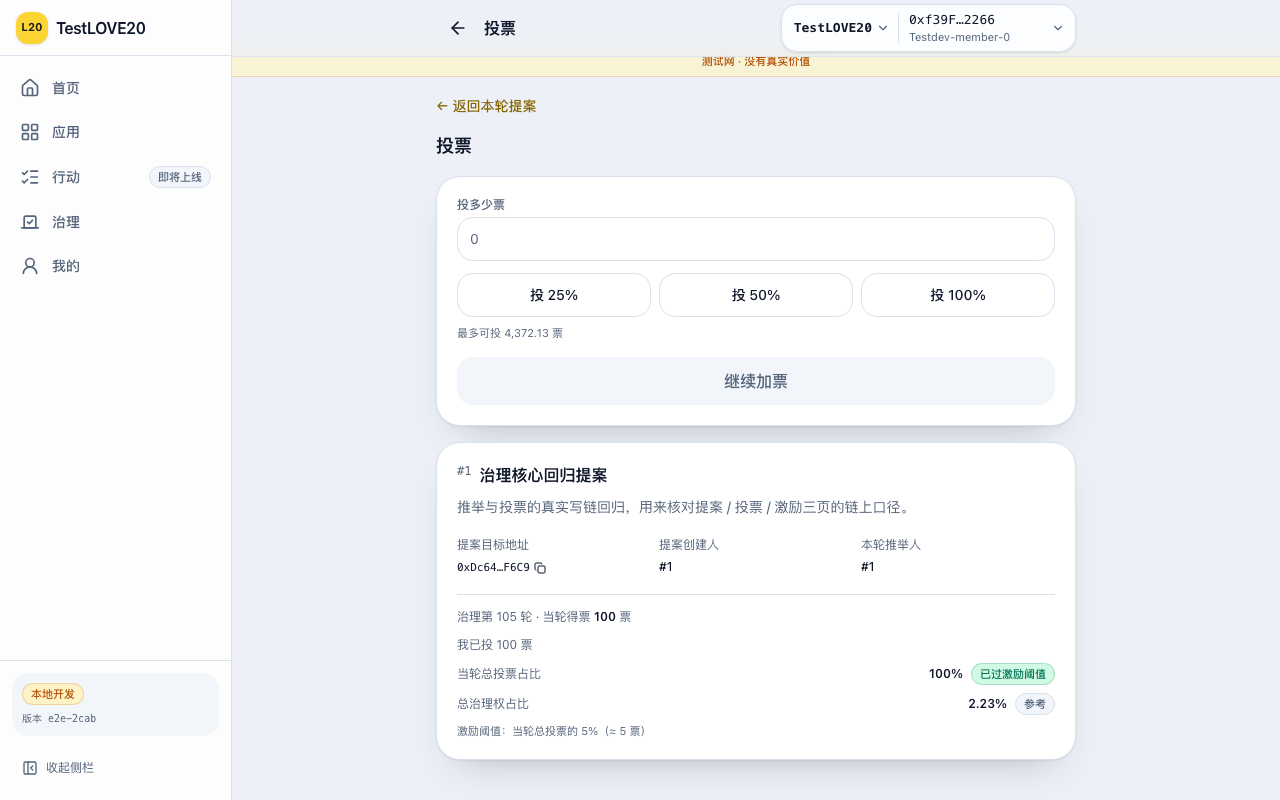 L20 TestLOVE20
首页
应用
行动 即将上线
治理
我的
本地开发
版本 e2e-2cab
收起侧栏
投票
TestLOVE20
0xf39F…2266
Testdev-member-0
测试网 · 没有真实价值
← 返回本轮提案
投票
投多少票
0
投 25% 投 50% 投 100%
最多可投 4,372.13 票
继续加票
#1 治理核心回归提案
推举与投票的真实写链回归，用来核对提案 / 投票 / 激励三页的链上口径。
提案目标地址 提案创建人 本轮推举人
0xDc64…F6C9 #1 #1
治理第 105 轮 · 当轮得票 100 票
我已投 100 票
当轮总投票占比 100% 已过激励阈值
总治理权占比 2.23% 参考
激励阈值：当轮总投票的 5%（≈ 5 票）